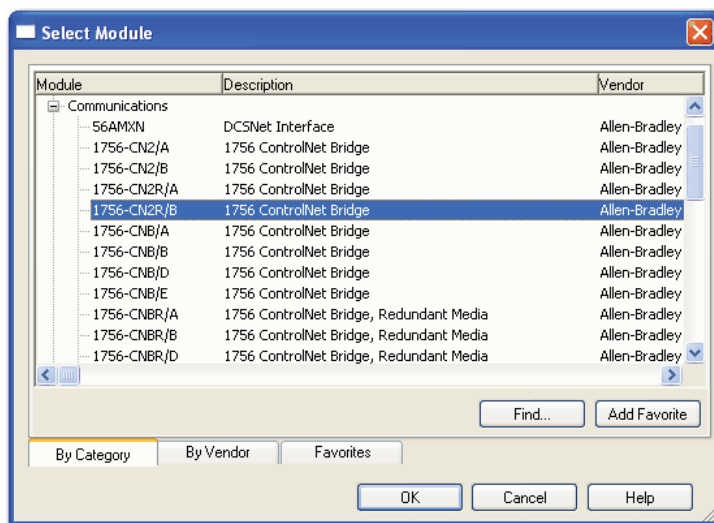 Select Module
Module Description Vendor
Communications
56AMXN DCSNet Interface Allen-Bradley
1756-CN2/A 1756 ControlNet Bridge Allen-Bradley
1756-CN2/B 1756 ControlNet Bridge Allen-Bradley
1756-CN2R/A 1756 ControlNet Bridge Allen-Bradley
1756-CN2R/B 1756 ControlNet Bridge Allen-Bradley
1756-CNB/A 1756 ControlNet Bridge Allen-Bradley
1756-CNB/B 1756 ControlNet Bridge Allen-Bradley
1756-CNB/D 1756 ControlNet Bridge Allen-Bradley
1756-CNB/E 1756 ControlNet Bridge Allen-Bradley
1756-CNBR/A 1756 ControlNet Bridge, Redundant Media Allen-Bradley
1756-CNBR/B 1756 ControlNet Bridge, Redundant Media Allen-Bradley
1756-CNBR/D 1756 ControlNet Bridge, Redundant Media Allen-Bradley
Find... Add Favorite
By Category By Vendor Favorites
OK Cancel Help